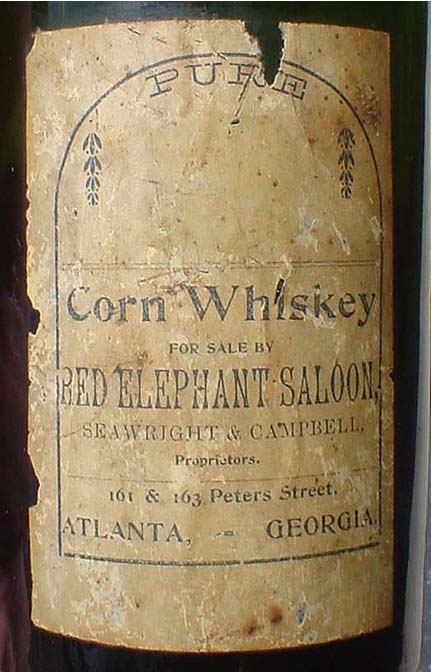 PURE
Corn Whiskey
FOR SALE BY
RED ELEPHANT SALOON,
SEAWRIGHT & CAMPBELL,
Proprietors.
161 & 163 Peters Street,
ATLANTA, - GEORGIA.